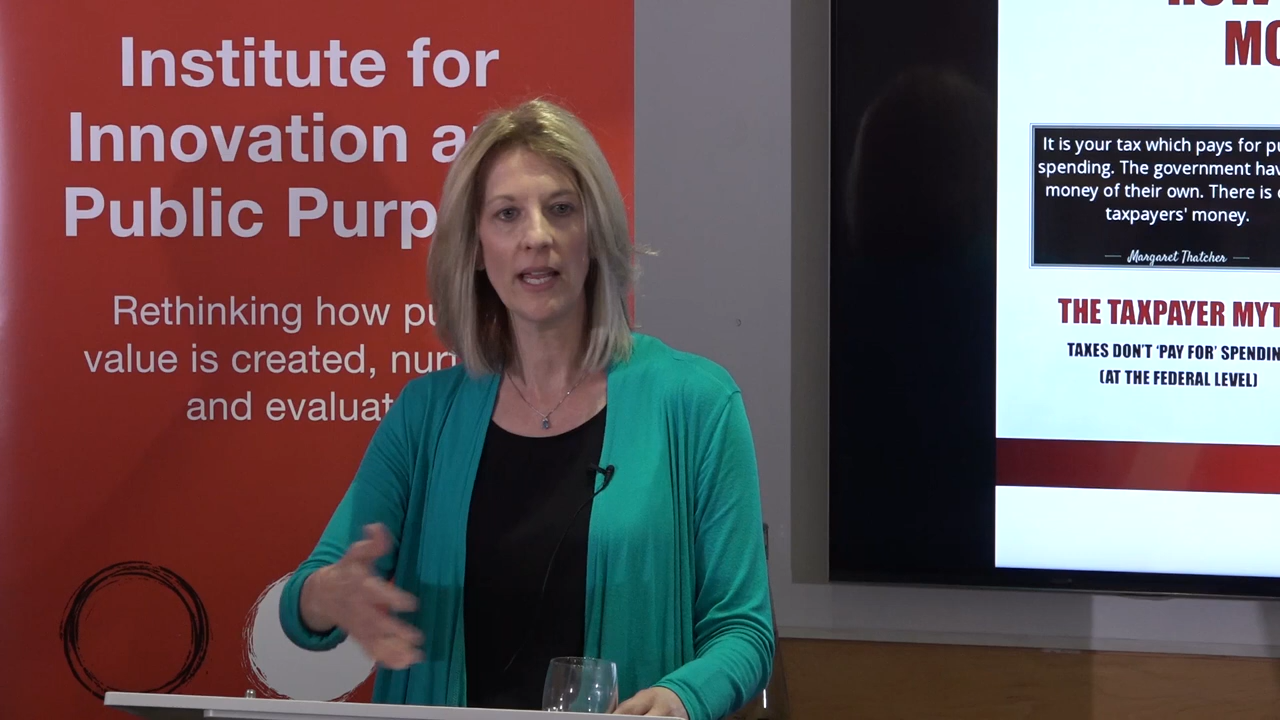 Institute for
Innovation a
Public Purp
Rethinking how pu
value is created, nur
and evaluat
HOW
MO
It is your tax which pays for pu
spending. The government hav
money of their own. There is
taxpayers' money.
Margaret Thatcher
THE TAXPAYER MYT
TAXES DON'T 'PAY FOR' SPENDIN
(AT THE FEDERAL LEVEL)